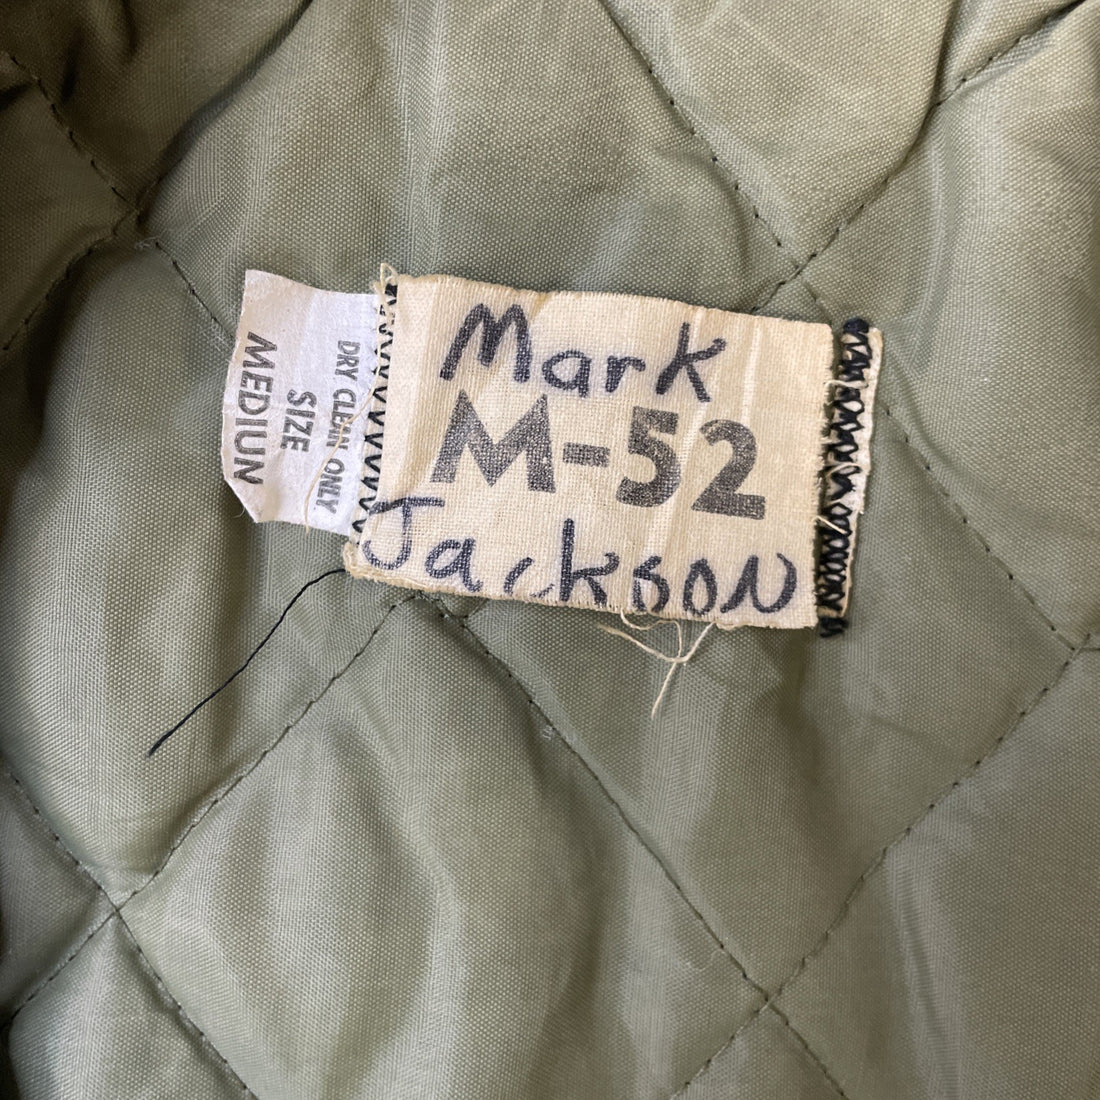 Mark
M-52
Jackson
DRY CLEAN ONLY
SIZE
MEDIUN